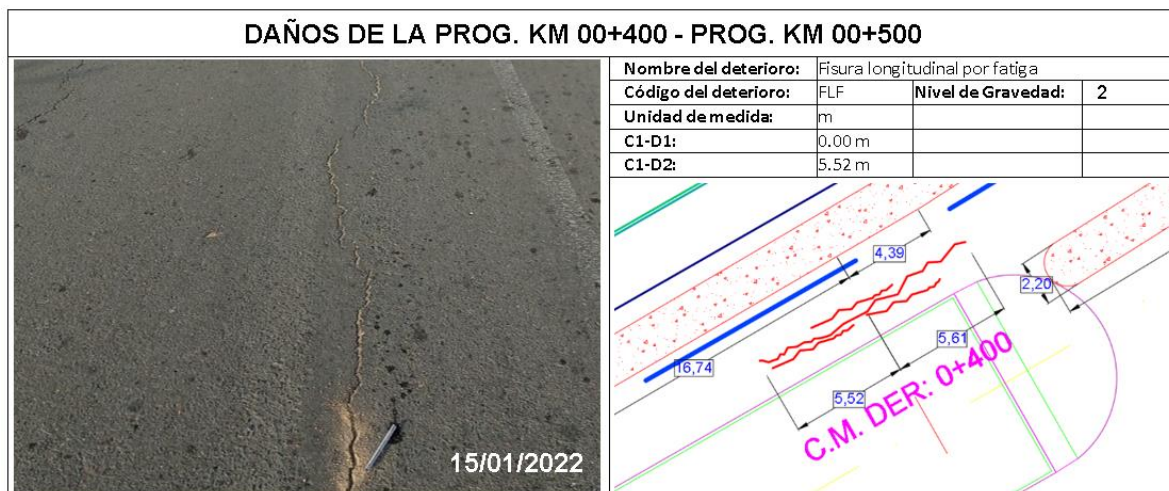 DAÑOS DE LA PROG. KM 00+400 - PROG. KM 00+500
Nombre del deterioro: Fisura longitudinal por fatiga
Código del deterioro: FLF Nivel de Gravedad: 2
Unidad de medida: m
C1-D1: 0.00 m
C1-D2: 5.52 m
15/01/2022
4,39
2,20
16,74
5,61
5,52
C.M. DER: 0+400